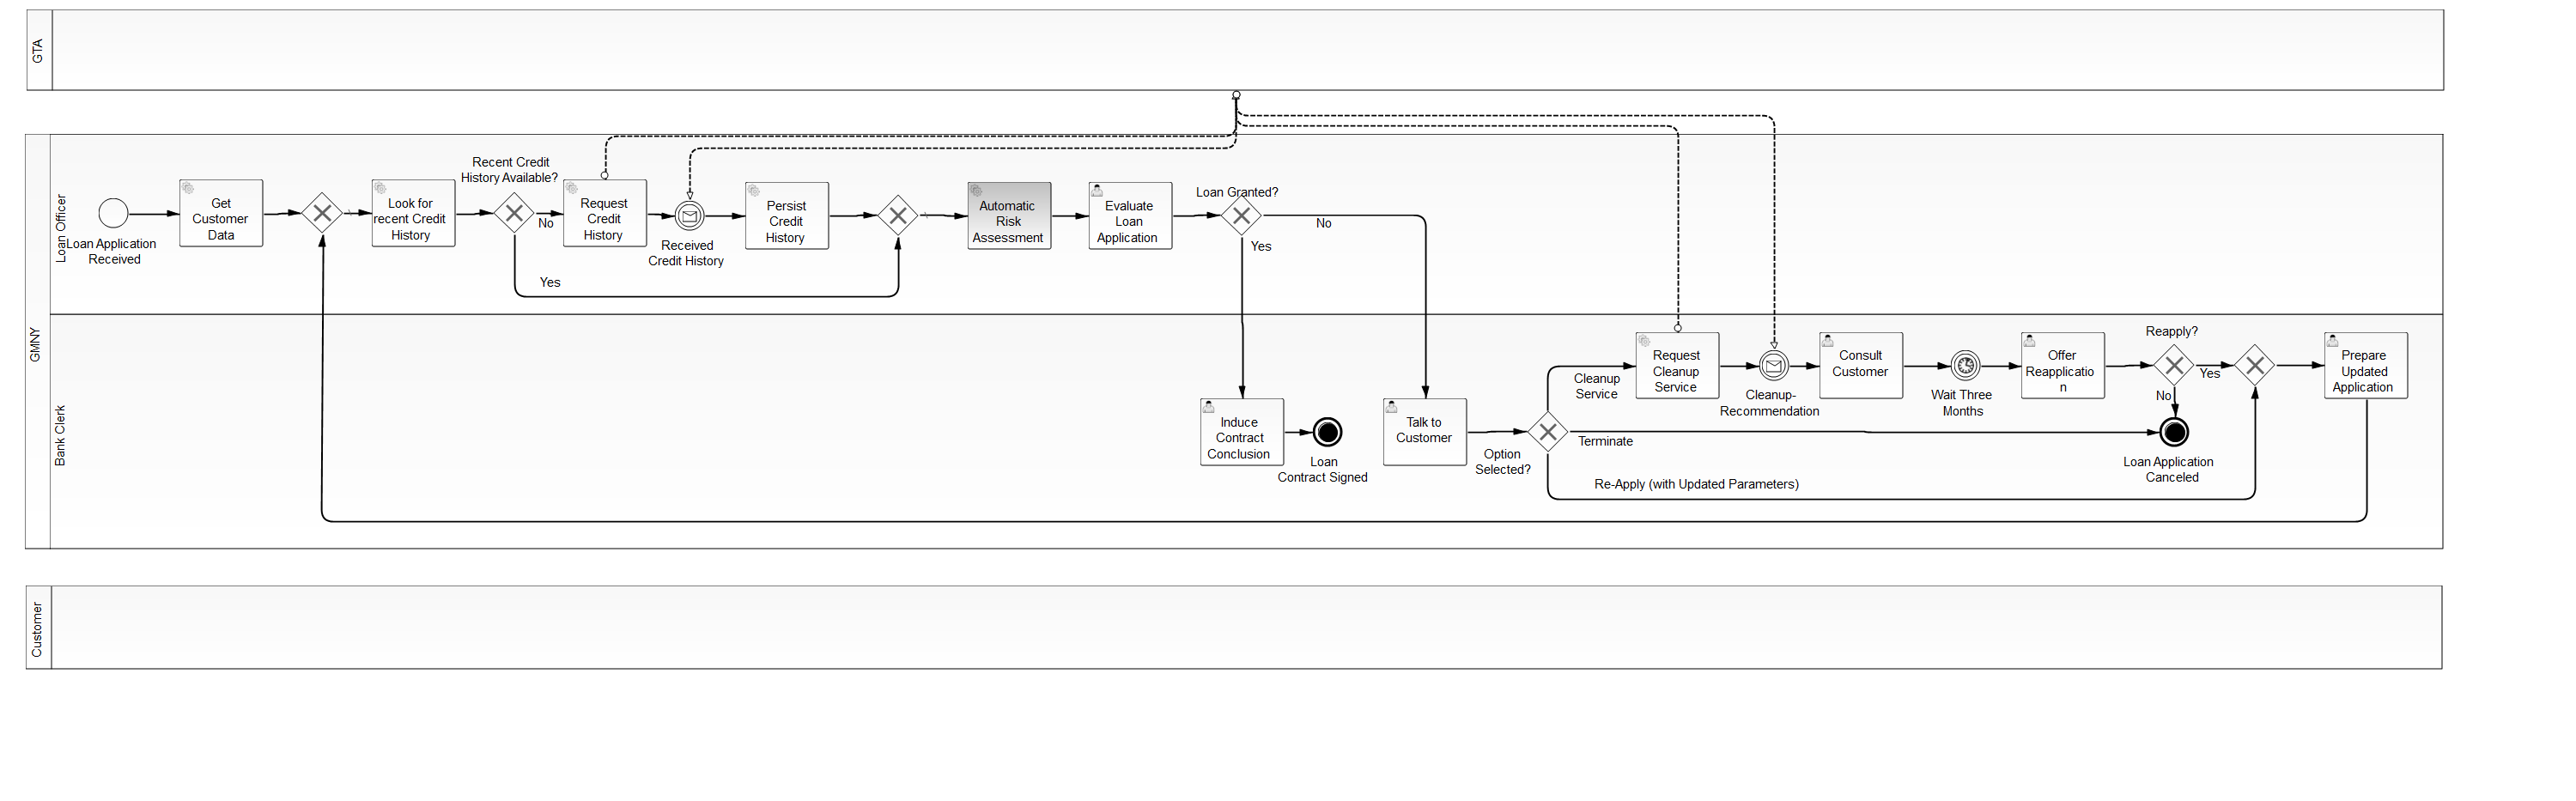 GTA
GMNY
Loan Officer
Loan Application
Received
Get
Customer
Data
Look for
recent Credit
History
Recent Credit
History Available?
No
Yes
Request
Credit
History
Received
Credit History
Persist
Credit
History
Automatic
Risk
Assessment
Evaluate
Loan
Application
Loan Granted?
No
Yes
Bank Clerk
Induce
Contract
Conclusion
Loan
Contract Signed
Talk to
Customer
Option
Selected?
Cleanup
Service
Terminate
Re-Apply (with Updated Parameters)
Request
Cleanup
Service
Cleanup-
Recommendation
Consult
Customer
Wait Three
Months
Offer
Reapplicatio
n
Reapply?
Yes
No
Loan Application
Canceled
Prepare
Updated
Application
Customer